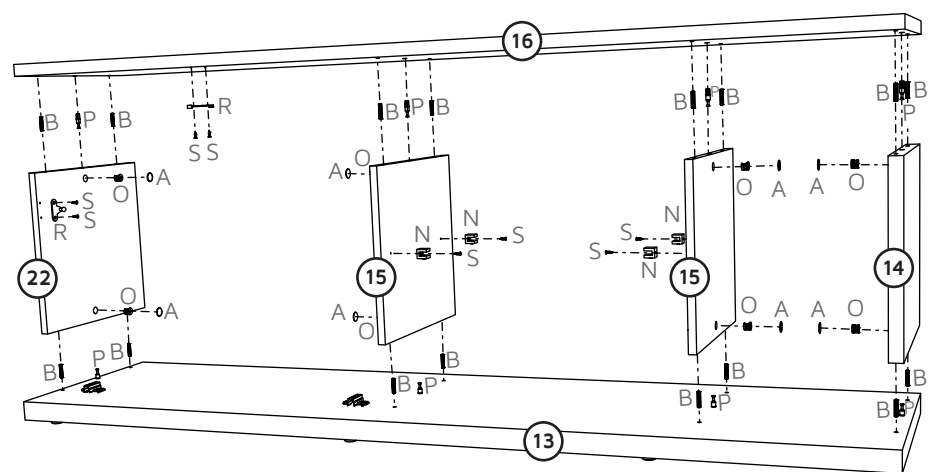 16
B P B R B P B B P B B B P
S S
22 S S R O A
O A
15 A O N N S S
A O
15 S S N N O A
O A
14 A O
A O
B P B
B P B
B P B
B P B
13